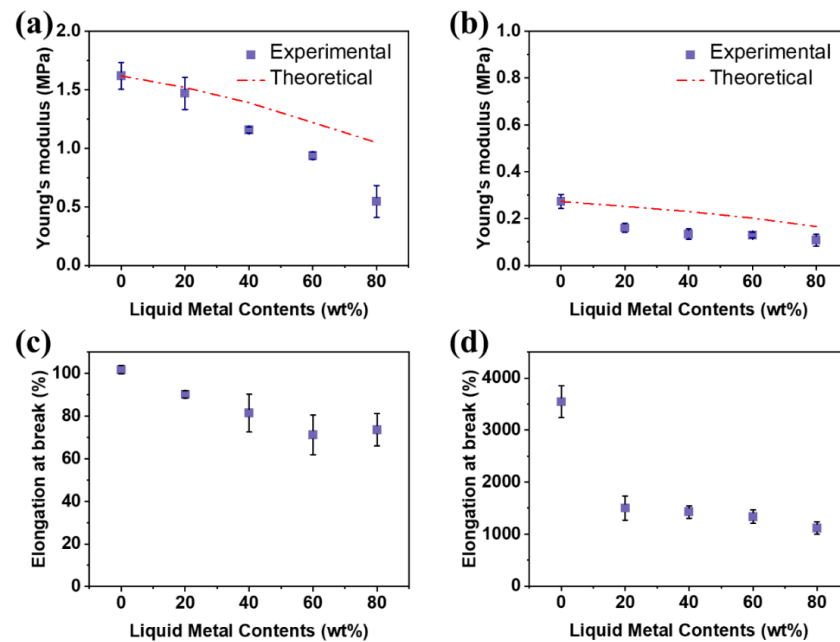 (a)
Young's modulus (MPa)
2.0
1.5
1.0
0.5
0.0
Experimental
Theoretical
0 20 40 60 80
Liquid Metal Contents (wt%)
(b)
Young's modulus (MPa)
1.0
0.8
0.6
0.4
0.2
0.0
Experimental
Theoretical
0 20 40 60 80
Liquid Metal Contents (wt%)
(c)
Elongation at break (%)
100
80
60
40
20
0
0 20 40 60 80
Liquid Metal Contents (wt%)
(d)
Elongation at break (%)
4000
3000
2000
1000
0
0 20 40 60 80
Liquid Metal Contents (wt%)